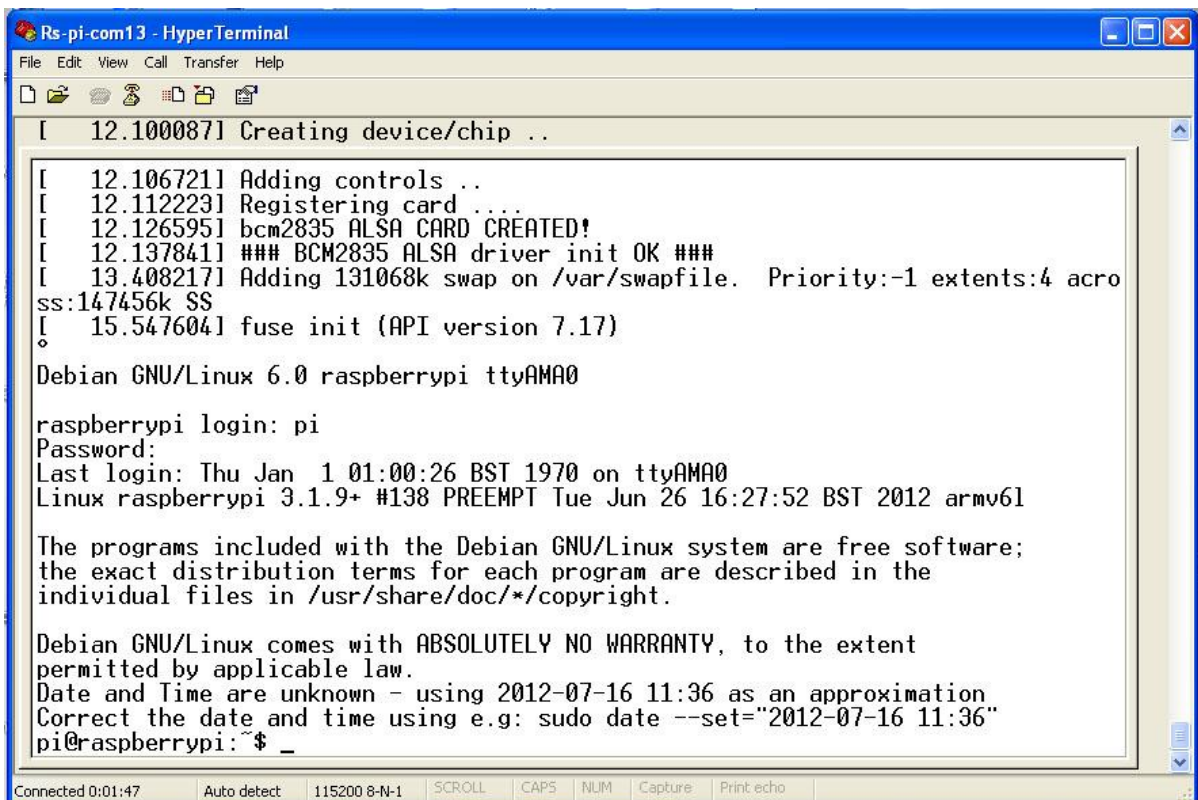 Rs-pi-com13 - HyperTerminal
File Edit View Call Transfer Help
[   12.100087] Creating device/chip ..
[   12.106721] Adding controls ..
[   12.112223] Registering card ....
[   12.126595] bcm2835 ALSA CARD CREATED!
[   12.137841] ### BCM2835 ALSA driver init OK ###
[   13.408217] Adding 131068k swap on /var/swapfile.  Priority:-1 extents:4 acro
ss:147456k SS
[   15.547604] fuse init (API version 7.17)
Debian GNU/Linux 6.0 raspberrypi ttyAMA0
raspberrypi login: pi
Password:
Last login: Thu Jan  1 01:00:26 BST 1970 on ttyAMA0
Linux raspberrypi 3.1.9+ #138 PREEMPT Tue Jun 26 16:27:52 BST 2012 armv6l
The programs included with the Debian GNU/Linux system are free software;
the exact distribution terms for each program are described in the
individual files in /usr/share/doc/*/copyright.
Debian GNU/Linux comes with ABSOLUTELY NO WARRANTY, to the extent
permitted by applicable law.
Date and Time are unknown - using 2012-07-16 11:36 as an approximation
Correct the date and time using e.g: sudo date --set="2012-07-16 11:36"
pi@raspberrypi:~$ _
Connected 0:01:47 Auto detect 115200 8-N-1 SCROLL CAPS NUM Capture Print echo